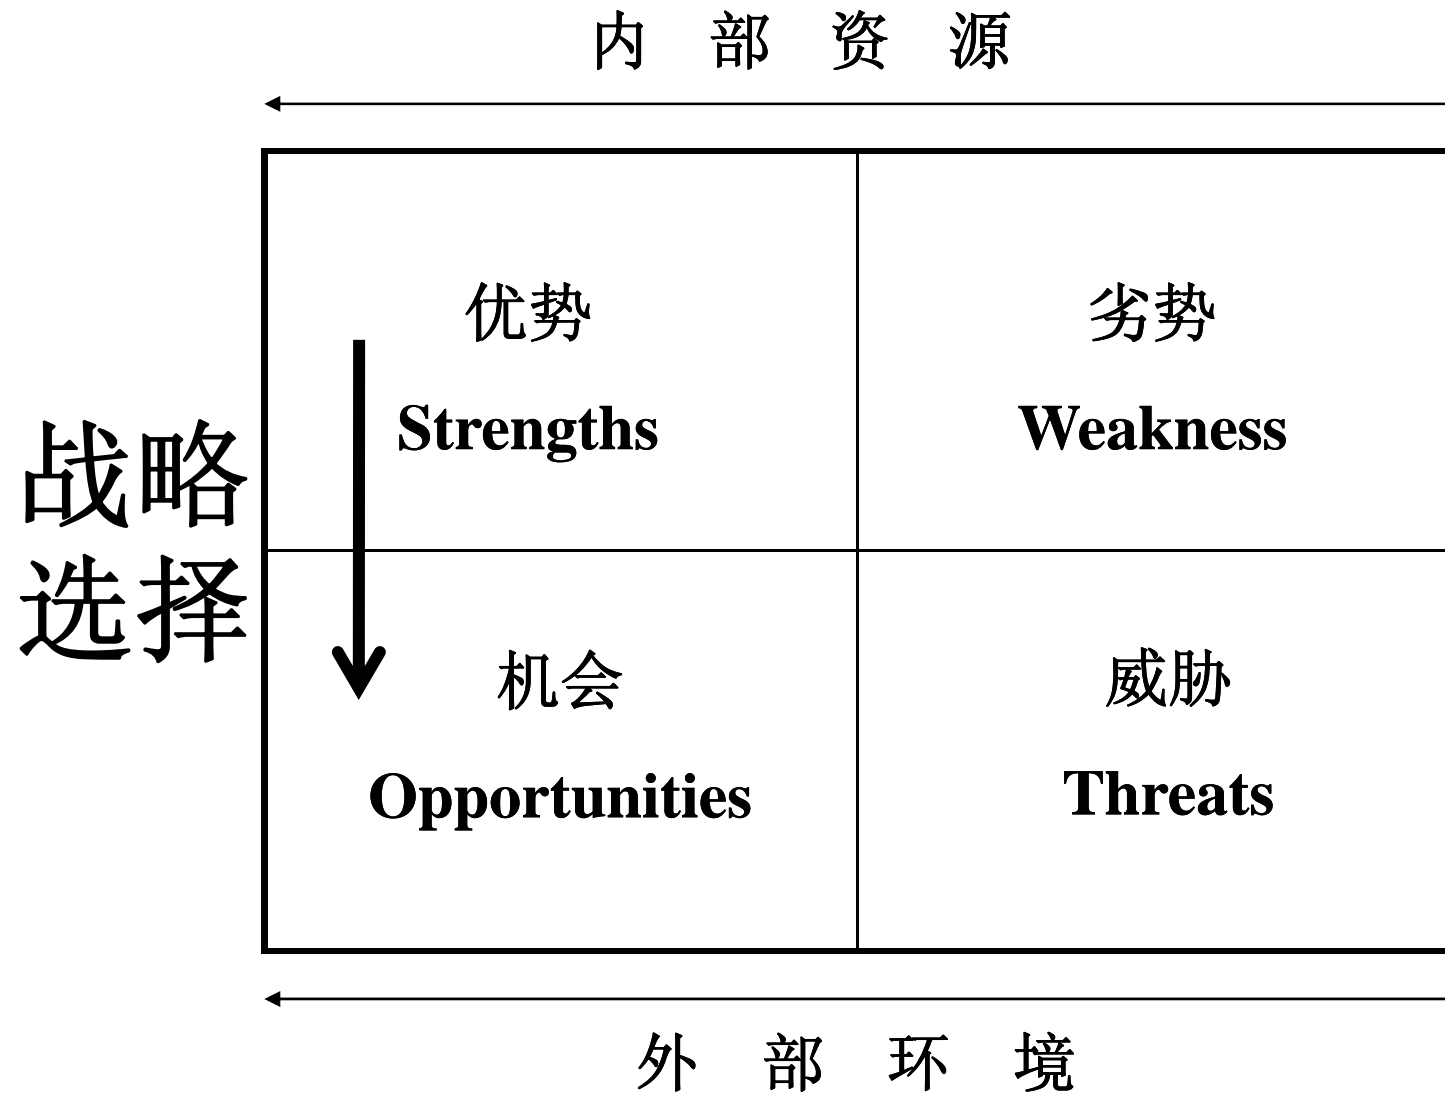 内 部 资 源
优势
劣势
Strengths
Weakness
战略
选择
机会
威胁
Opportunities
Threats
外 部 环 境